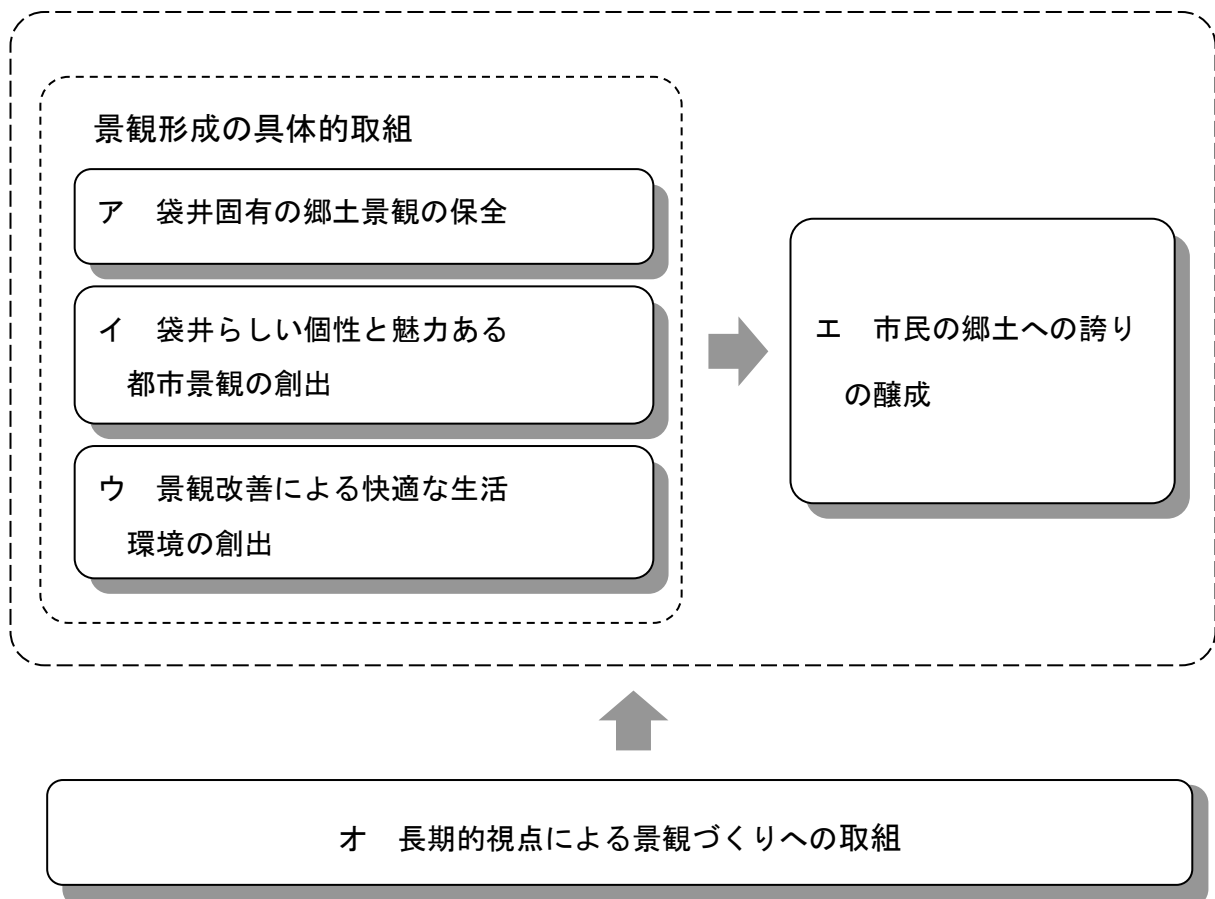 景観形成の具体的取組
ア　袋井固有の郷土景観の保全
イ　袋井らしい個性と魅力ある
都市景観の創出
ウ　景観改善による快適な生活
環境の創出
エ　市民の郷土への誇り
の醸成
オ　長期的視点による景観づくりへの取組